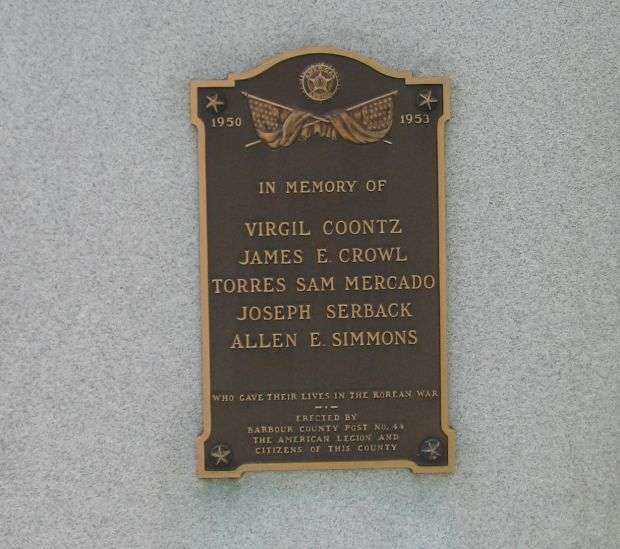 1950 1953
IN MEMORY OF
VIRGIL COONTZ
JAMES E. CROWL
TORRES SAM MERCADO
JOSEPH SERBACK
ALLEN E. SIMMONS
WHO GAVE THEIR LIVES IN THE KOREAN WAR
ERECTED BY
BARBOUR COUNTY POST NO. 44
THE AMERICAN LEGION AND
CITIZENS OF THIS COUNTY